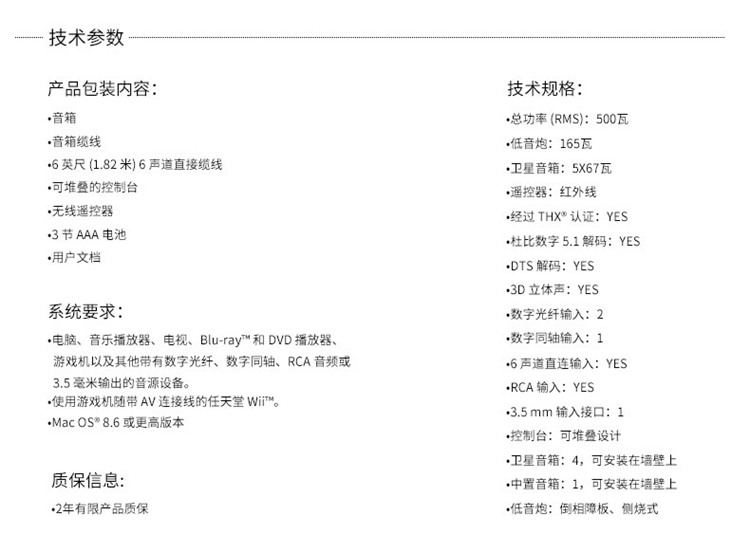 技术参数
产品包装内容：
•音箱
•音箱缆线
•6 英尺 (1.82 米) 6 声道直接缆线
•可堆叠的控制台
•无线遥控器
•3 节 AAA 电池
•用户文档
系统要求：
•电脑、音乐播放器、电视、Blu-ray™ 和 DVD 播放器、
游戏机以及其他带有数字光纤、数字同轴、RCA 音频或
3.5 毫米输出的音源设备。
•使用游戏机随带 AV 连接线的任天堂 Wii™。
•Mac OS® 8.6 或更高版本
质保信息:
•2年有限产品质保
技术规格：
•总功率 (RMS)：500瓦
•低音炮：165瓦
•卫星音箱：5X67瓦
•遥控器：红外线
•经过 THX® 认证：YES
•杜比数字 5.1 解码：YES
•DTS 解码：YES
•3D 立体声：YES
•数字光纤输入：2
•数字同轴输入：1
•6 声道直连输入：YES
•RCA 输入：YES
•3.5 mm 输入接口：1
•控制台：可堆叠设计
•卫星音箱：4，可安装在墙壁上
•中置音箱：1，可安装在墙壁上
•低音炮：倒相障板、侧烧式